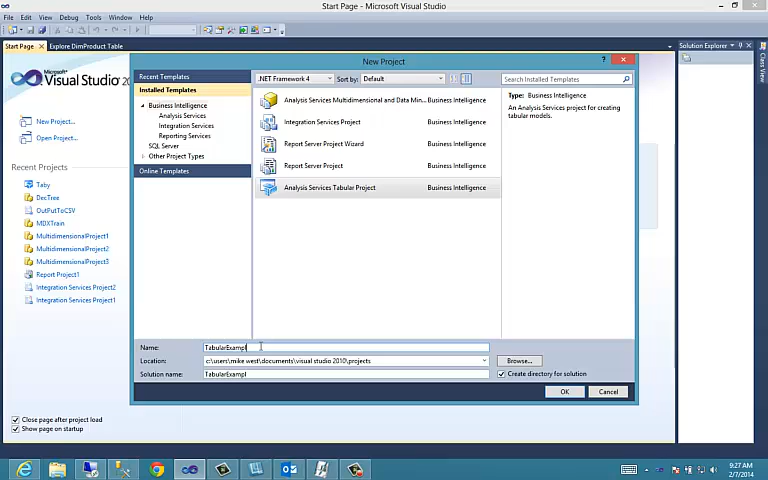 Start Page - Microsoft Visual Studio
File Edit View Debug Tools Window Help
Start Page Explore DimProduct Table
Solution Explorer
Class View
Microsoft
Visual Studio
New Project...
Open Project...
Recent Projects
Taby
DecTree
OutPutToCSV
MDXTrain
MultidimensionalProject1
MultidimensionalProject2
MultidimensionalProject3
Report Project1
Integration Services Project2
Integration Services Project1
Close page after project load
Show page on startup
New Project
Recent Templates
Installed Templates
Business Intelligence
Analysis Services
Integration Services
Reporting Services
SQL Server
Other Project Types
Online Templates
.NET Framework 4 Sort by: Default
Search Installed Templates
Analysis Services Multidimensional and Data Min... Business Intelligence
Integration Services Project Business Intelligence
Report Server Project Wizard Business Intelligence
Report Server Project Business Intelligence
Analysis Services Tabular Project Business Intelligence
Type: Business Intelligence
An Analysis Services project for creating
tabular models.
Name: TabularExampl
Location: c:\users\mike west\documents\visual studio 2010\projects
Browse...
Solution name: TabularExampl
Create directory for solution
OK Cancel
9:27 AM
2/7/2014